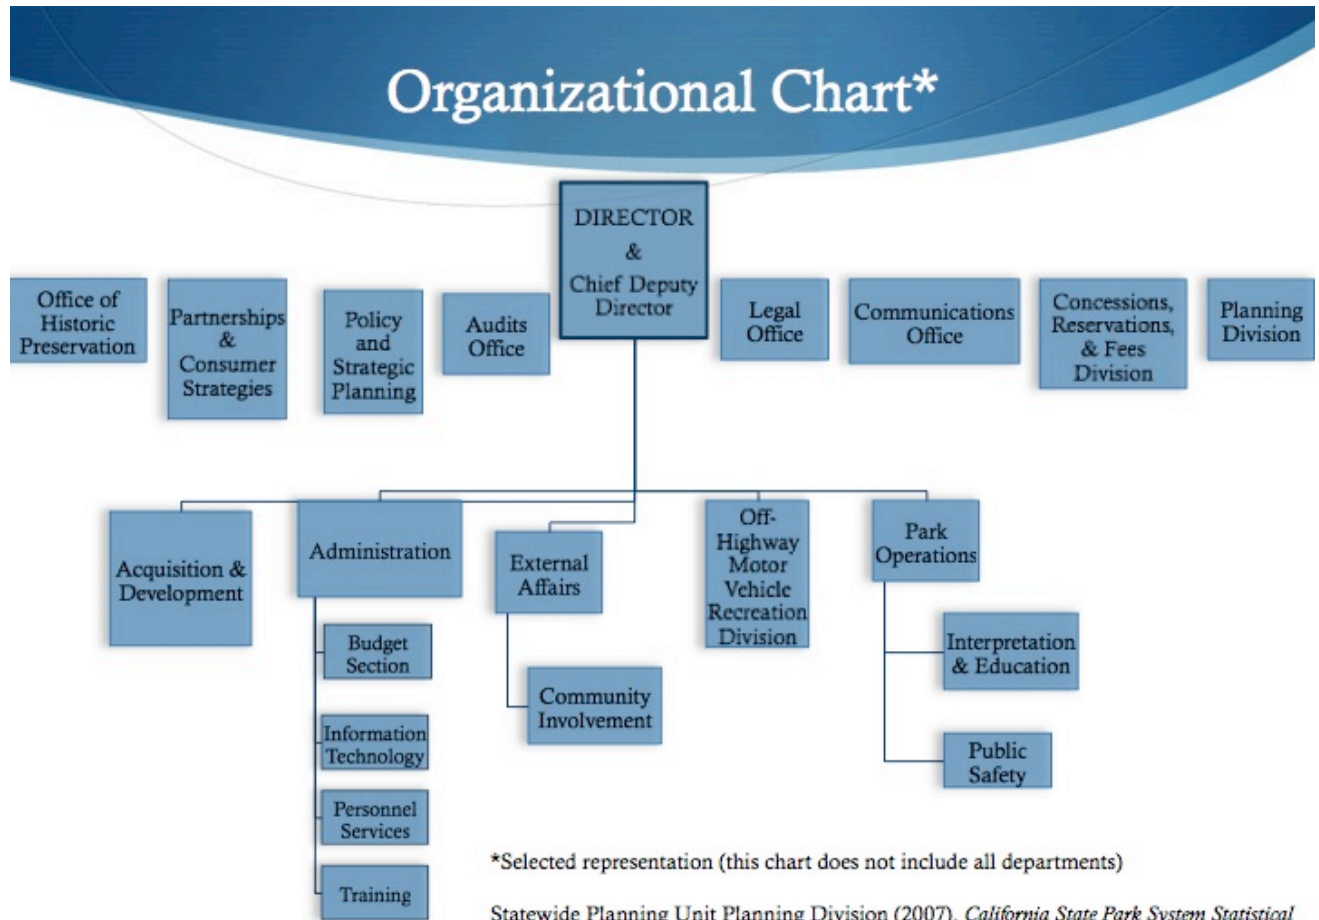 Organizational Chart*
DIRECTOR
&
Chief Deputy
Director
Office of
Historic
Preservation
Partnerships
&
Consumer
Strategies
Policy
and
Strategic
Planning
Audits
Office
Legal
Office
Communications
Office
Concessions,
Reservations,
& Fees
Division
Planning
Division
Acquisition &
Development
Administration
Budget
Section
Information
Technology
Personnel
Services
Training
External
Affairs
Community
Involvement
Off-
Highway
Motor
Vehicle
Recreation
Division
Park
Operations
Interpretation
& Education
Public
Safety
*Selected representation (this chart does not include all departments)
Statewide Planning Unit Planning Division (2007). California State Park System Statistical